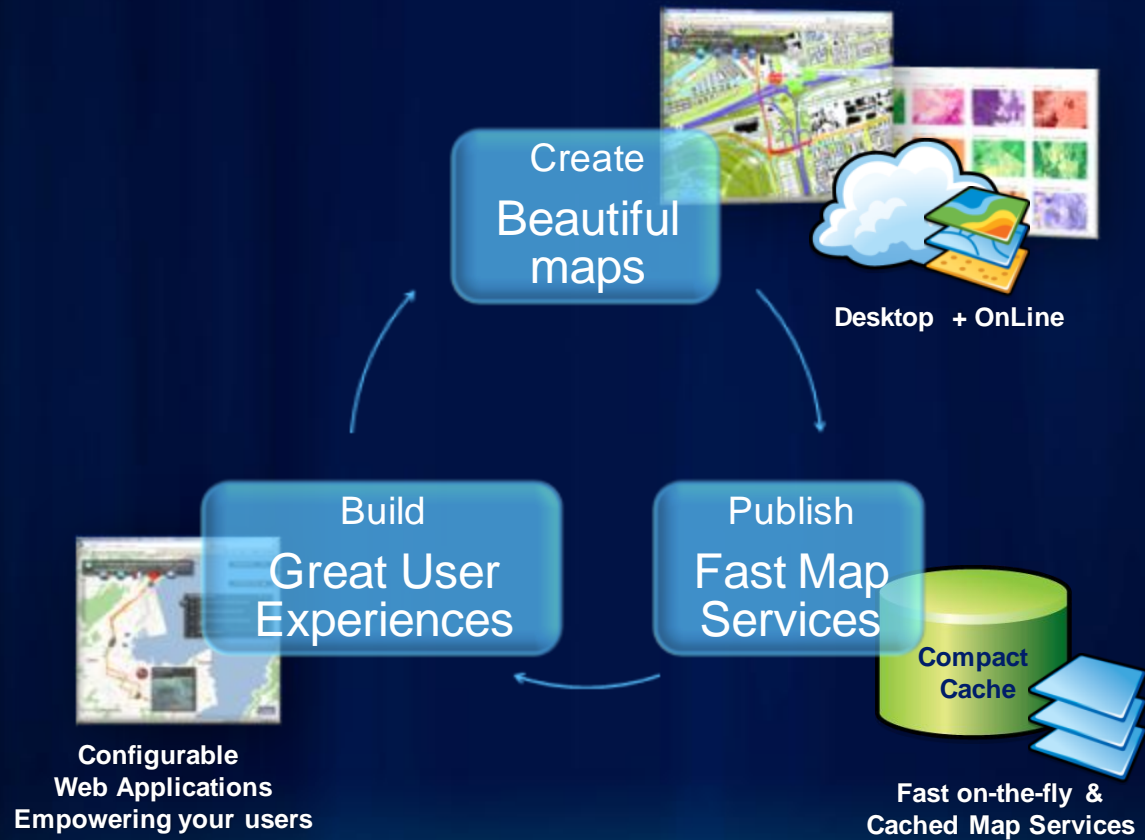 Create
Beautiful
maps
Desktop + OnLine
Build
Great User
Experiences
Publish
Fast Map
Services
Compact
Cache
Configurable
Web Applications
Empowering your users
Fast on-the-fly &
Cached Map Services